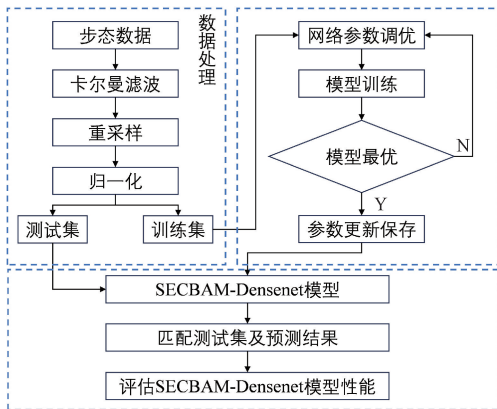 步态数据
卡尔曼滤波
重采样
归一化
测试集
训练集
数据处理
网络参数调优
模型训练
模型最优
N
Y
参数更新保存
SECBAM-Densenet模型
匹配测试集及预测结果
评估SECBAM-Densenet模型性能